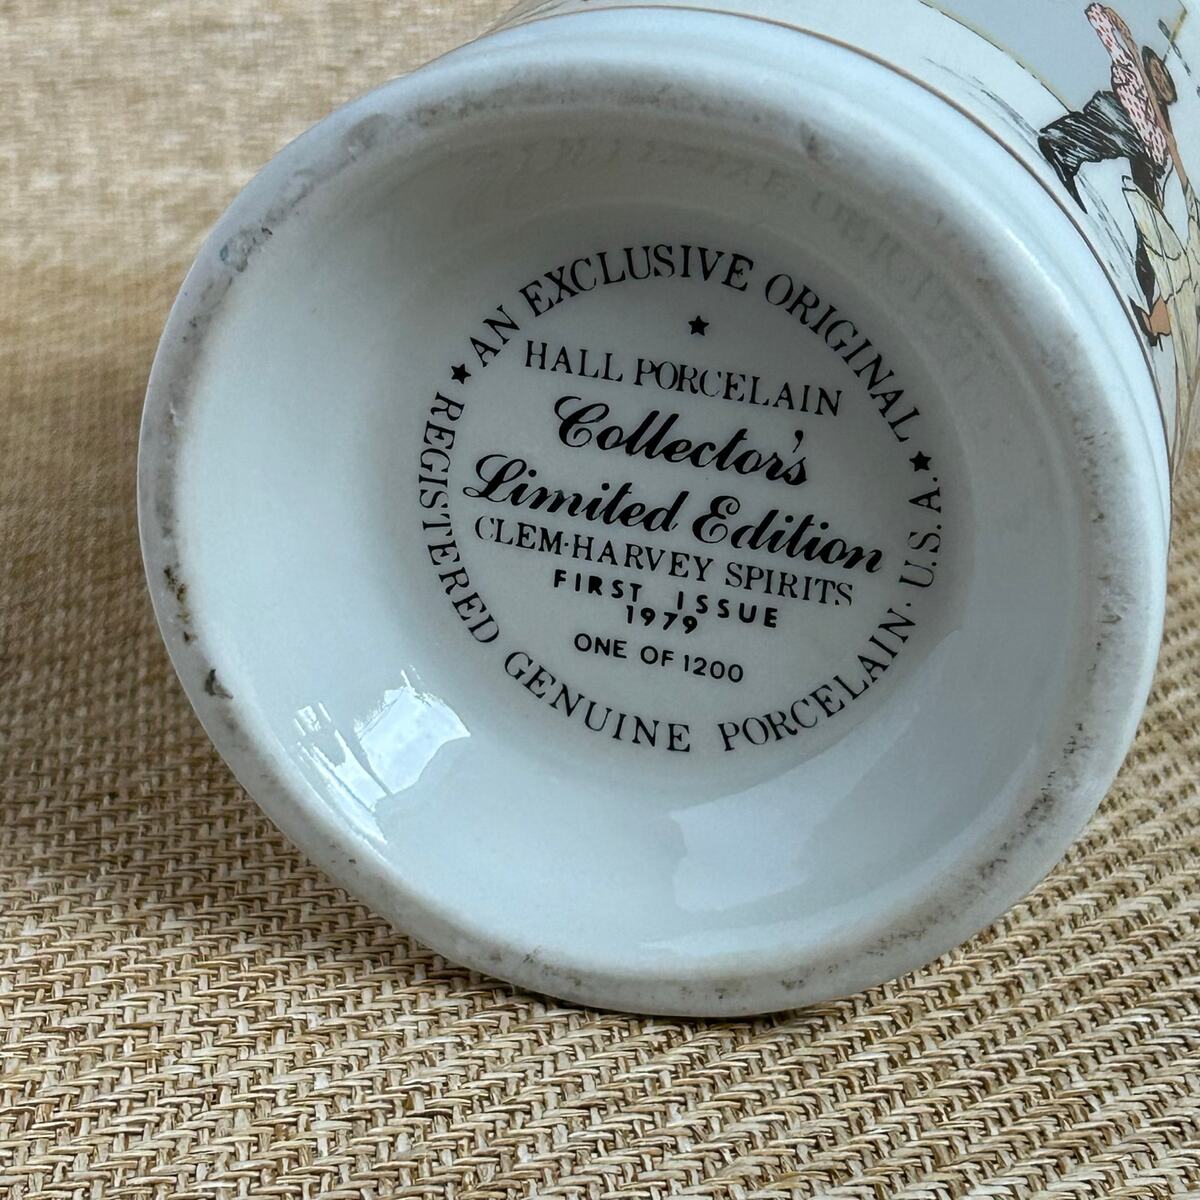 ★ AN EXCLUSIVE ORIGINAL ★
★
HALL PORCELAIN
Collector's
Limited Edition
CLEM·HARVEY SPIRITS
FIRST ISSUE
1979
ONE OF 1200
REGISTERED GENUINE PORCELAIN. U.S.A.